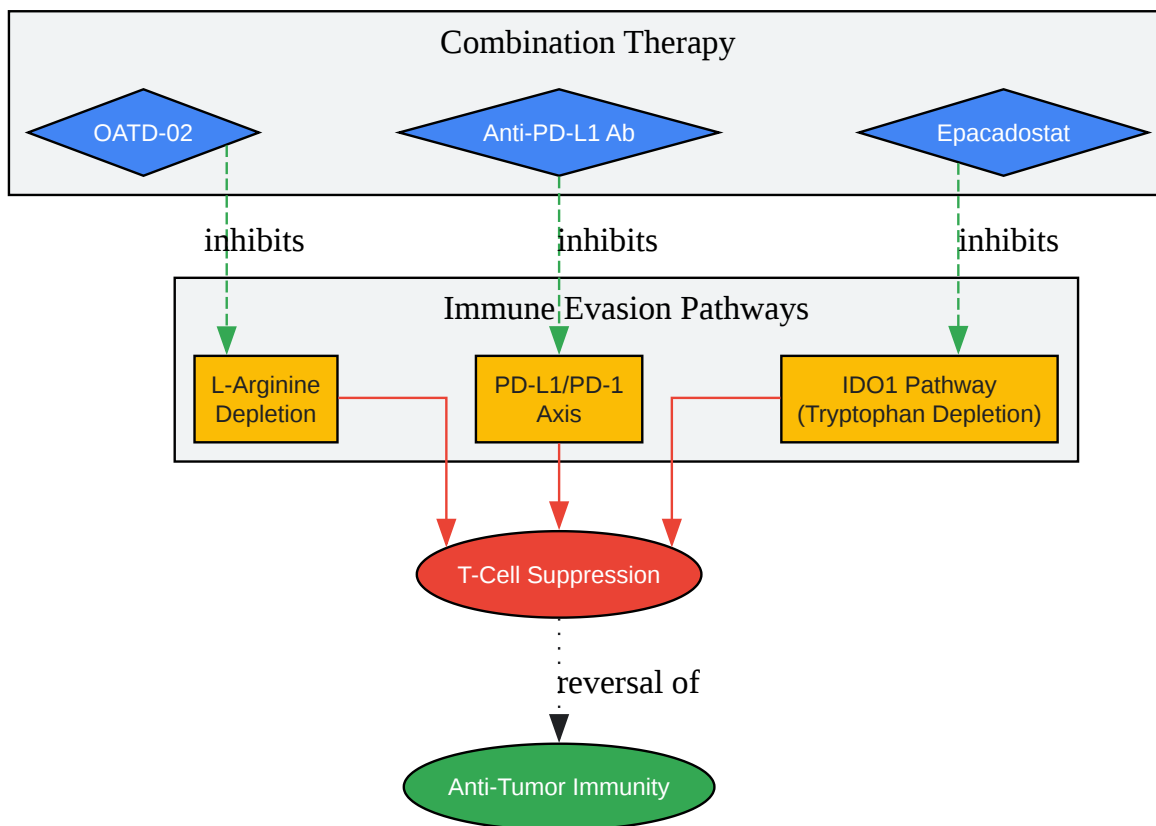 Combination Therapy
OATD-02
Anti-PD-L1 Ab
Epacadostat
inhibits
inhibits
inhibits
Immune Evasion Pathways
L-Arginine
Depletion
PD-L1/PD-1
Axis
IDO1 Pathway
(Tryptophan Depletion)
T-Cell Suppression
reversal of
Anti-Tumor Immunity